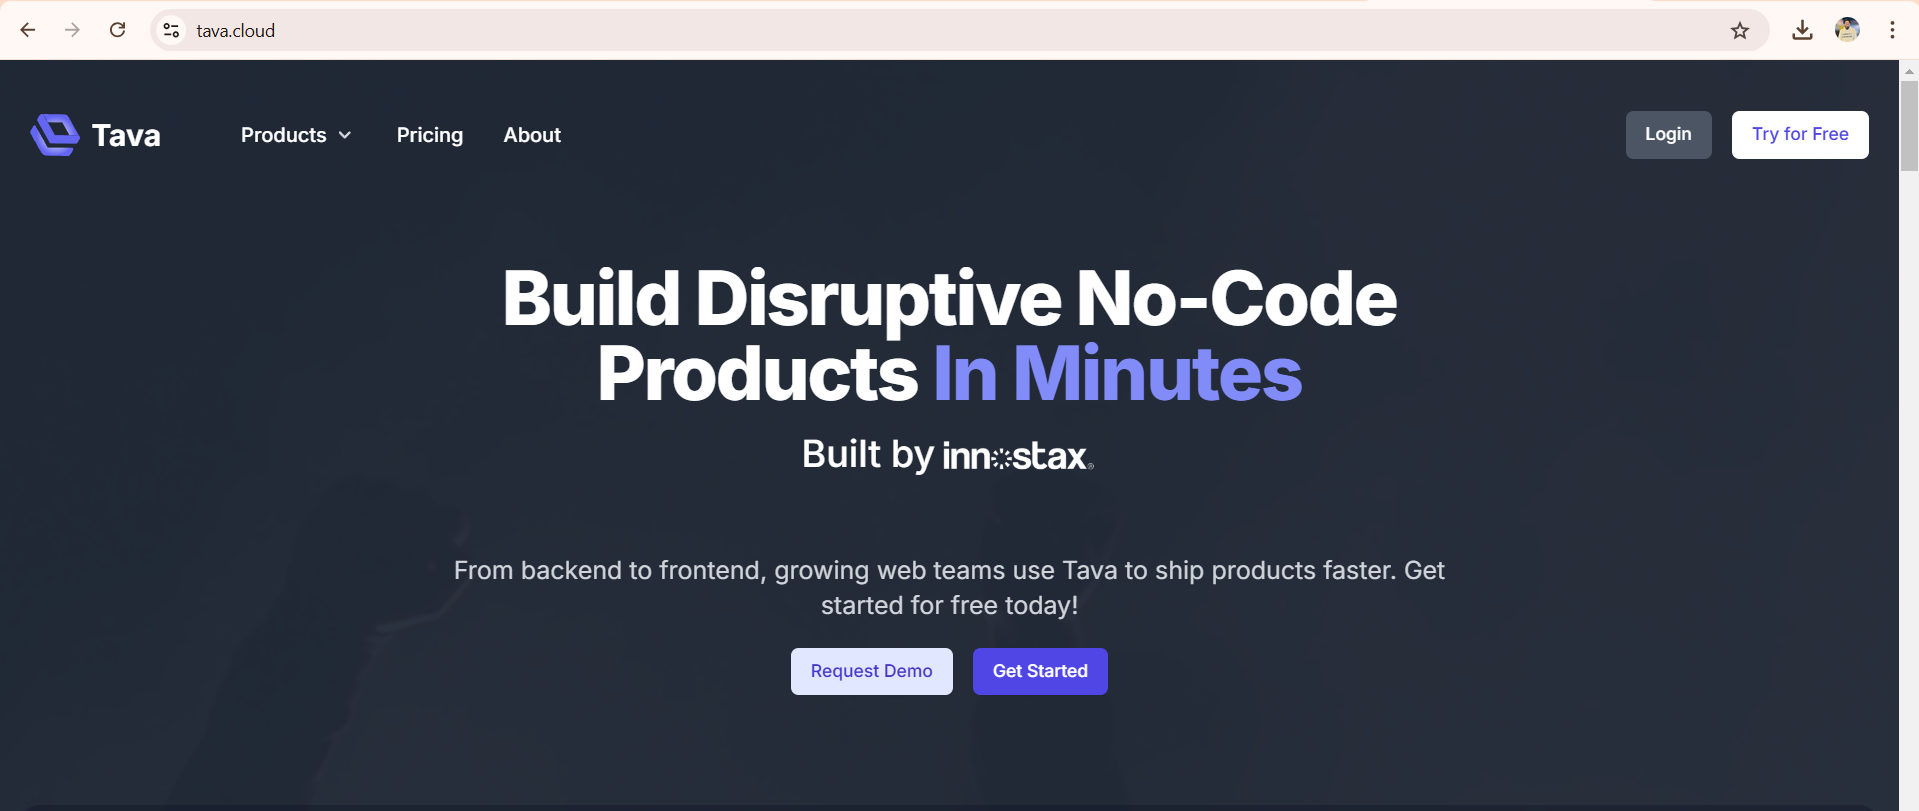 tava.cloud
Tava
Products
Pricing
About
Login
Try for Free
Build Disruptive No-Code
Products In Minutes
Built by innostax®
From backend to frontend, growing web teams use Tava to ship products faster. Get
started for free today!
Request Demo
Get Started